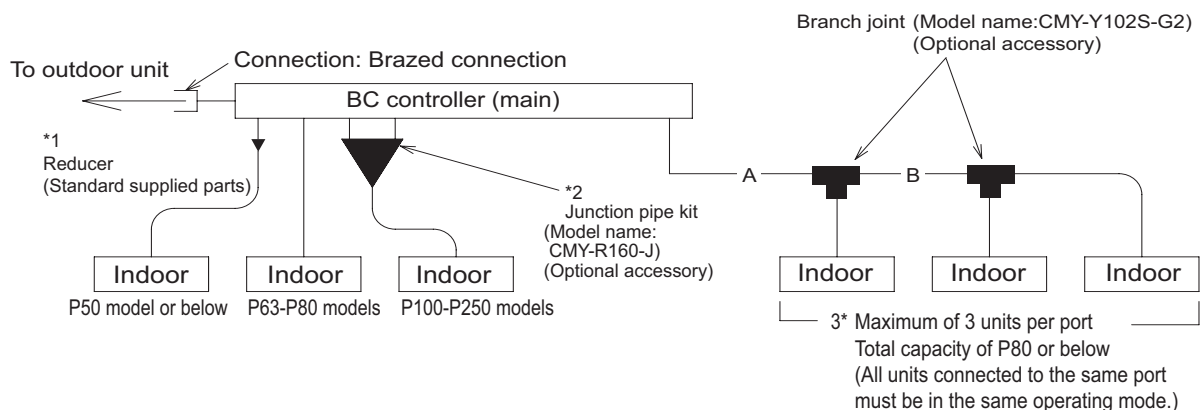 Branch joint (Model name:CMY-Y102S-G2)
(Optional accessory)
To outdoor unit
Connection: Brazed connection
BC controller (main)
*1
Reducer
(Standard supplied parts)
*2
Junction pipe kit
(Model name:
CMY-R160-J)
(Optional accessory)
A
B
Indoor
Indoor
Indoor
Indoor
Indoor
Indoor
P50 model or below
P63-P80 models
P100-P250 models
3* Maximum of 3 units per port
Total capacity of P80 or below
(All units connected to the same port
must be in the same operating mode.)